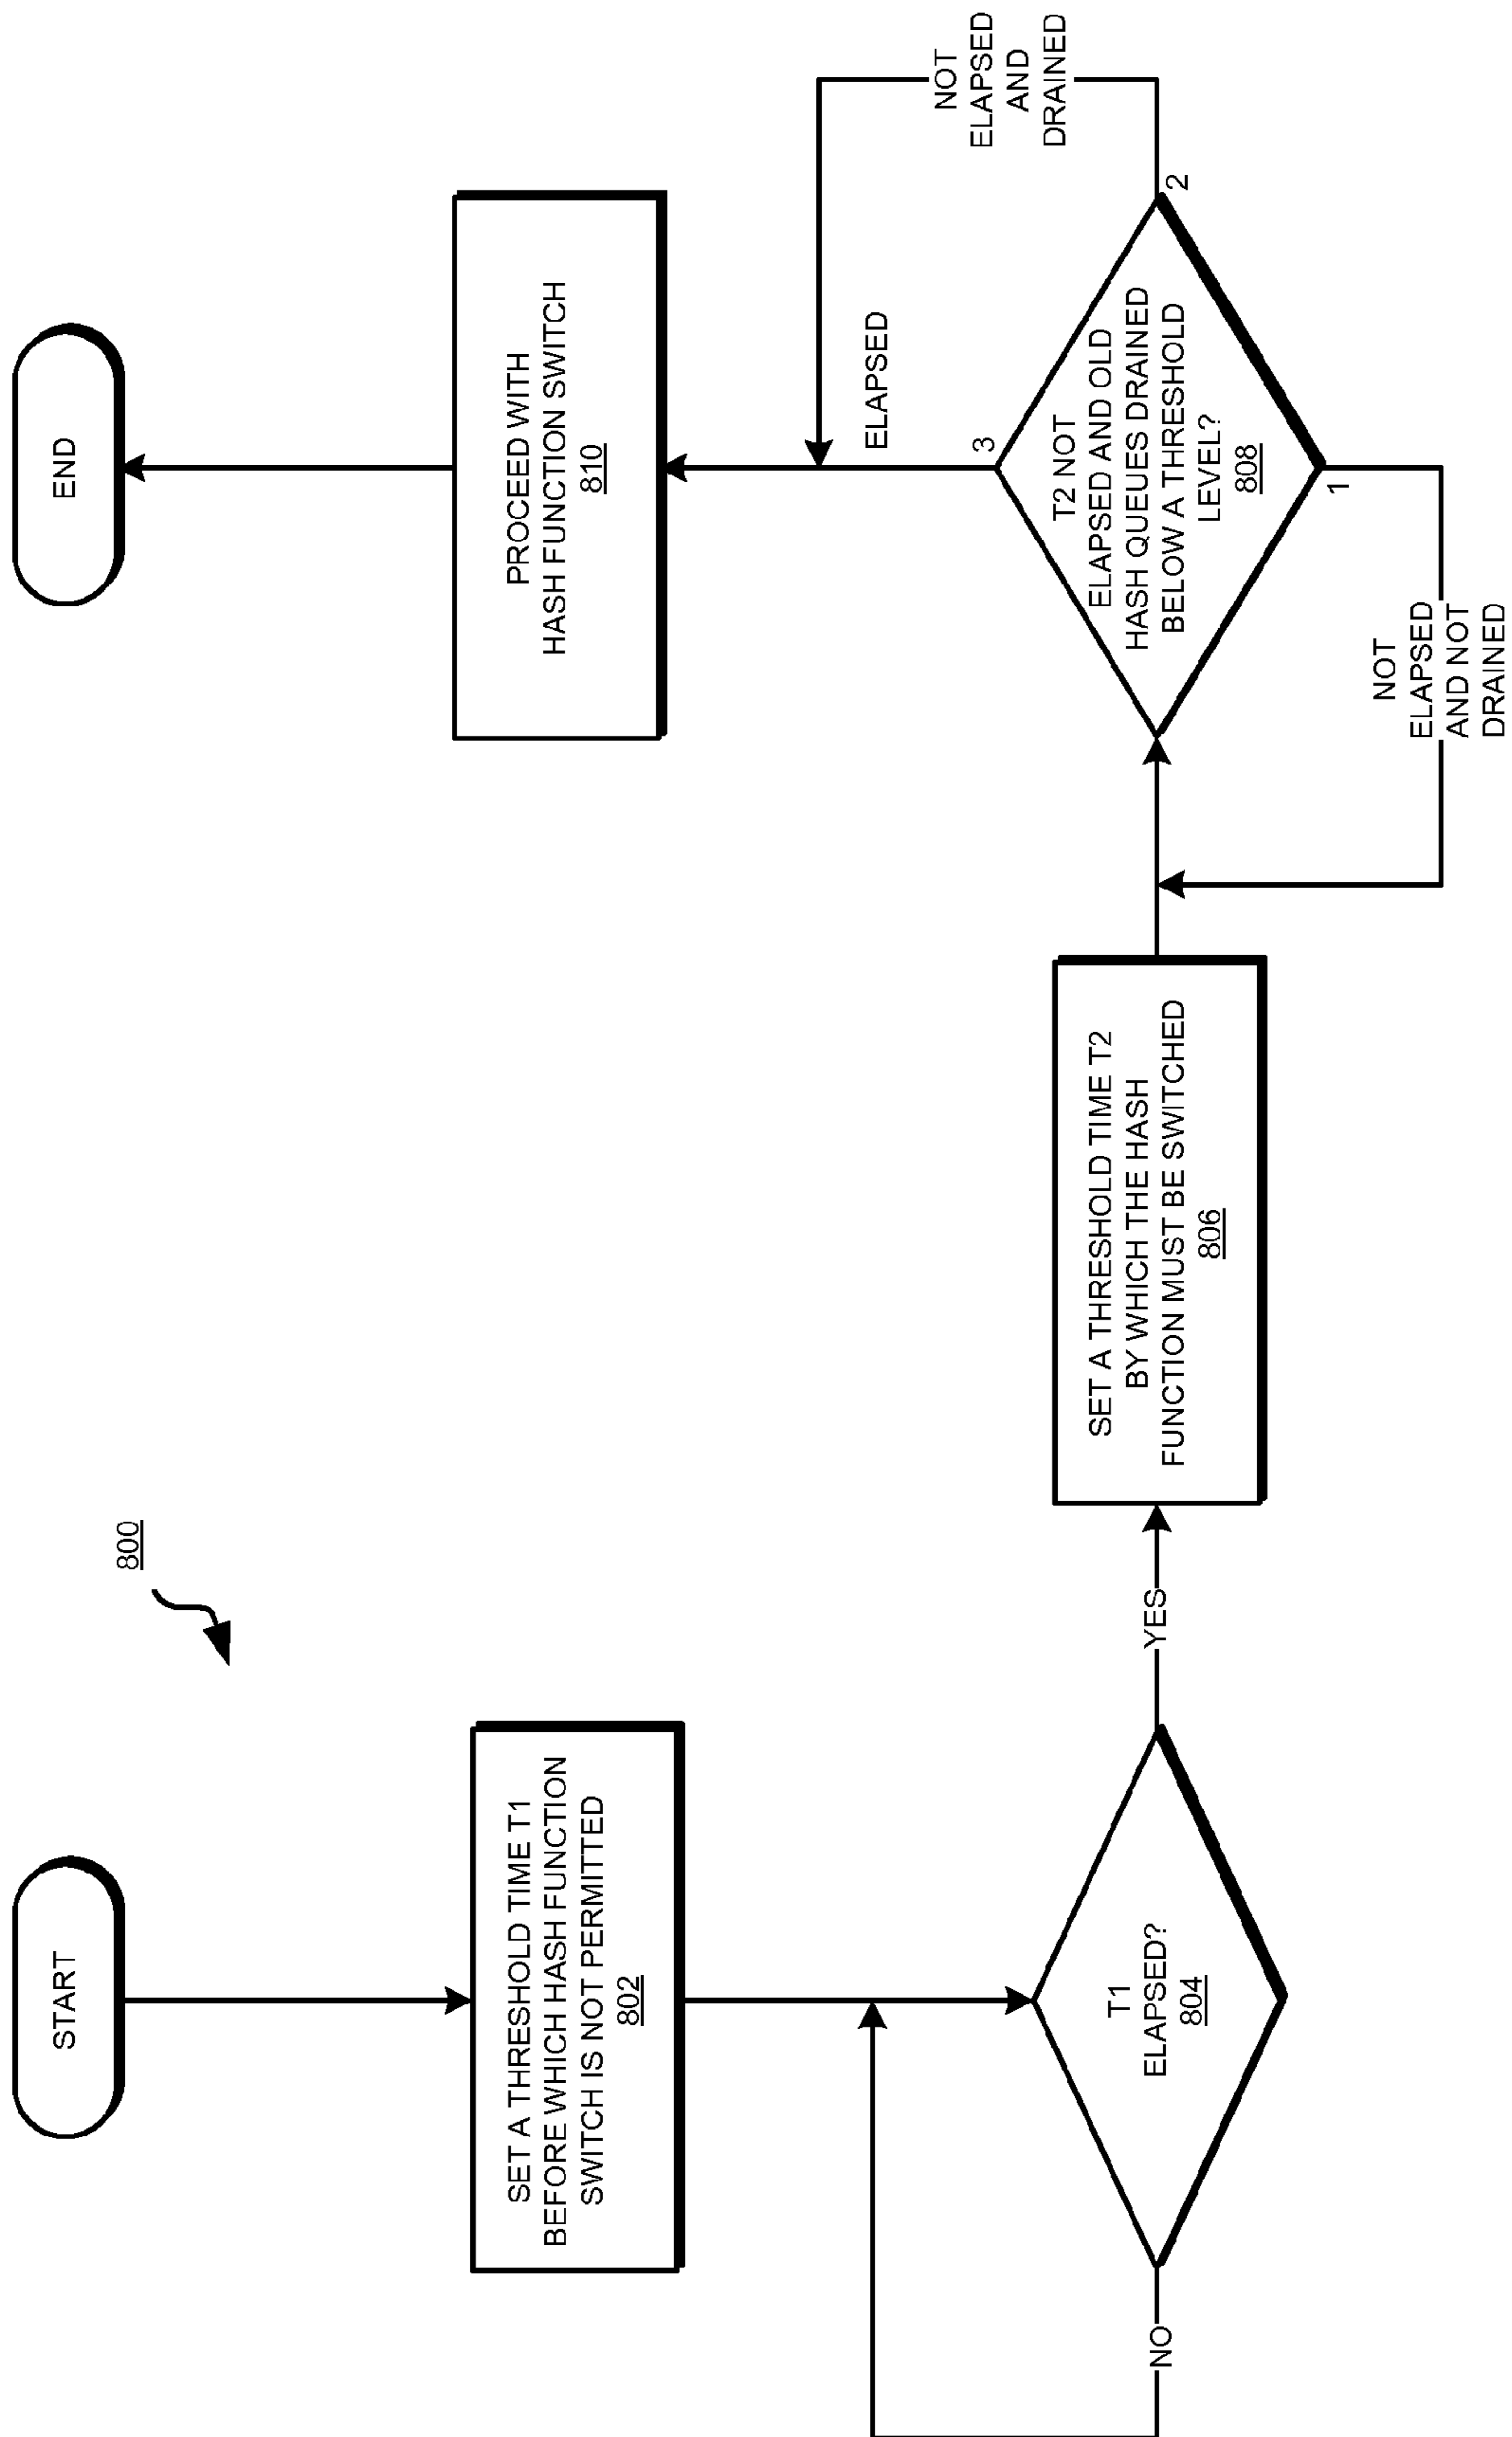 800
START
SET A THRESHOLD TIME T1
BEFORE WHICH HASH FUNCTION
SWITCH IS NOT PERMITTED
802
T1
ELAPSED?
804
NO
YES
SET A THRESHOLD TIME T2
BY WHICH THE HASH
FUNCTION MUST BE SWITCHED
806
T2 NOT
ELAPSED AND OLD
HASH QUEUES DRAINED
BELOW A THRESHOLD
LEVEL?
808
1
NOT
ELAPSED
AND NOT
DRAINED
2
NOT
ELAPSED
AND
DRAINED
3
ELAPSED
PROCEED WITH
HASH FUNCTION SWITCH
810
END